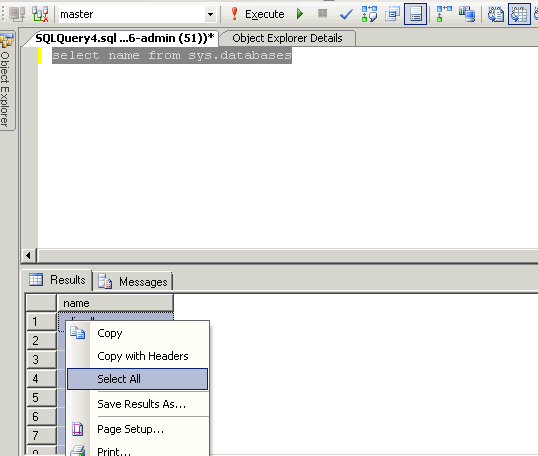 master
Execute
SQLQuery4.sql ...6-admin (51))*
Object Explorer Details
Object Explorer
select name from sys.databases
Results
Messages
name
1
2
3
4
5
6
7
Copy
Copy with Headers
Select All
Save Results As...
Page Setup...
Print...